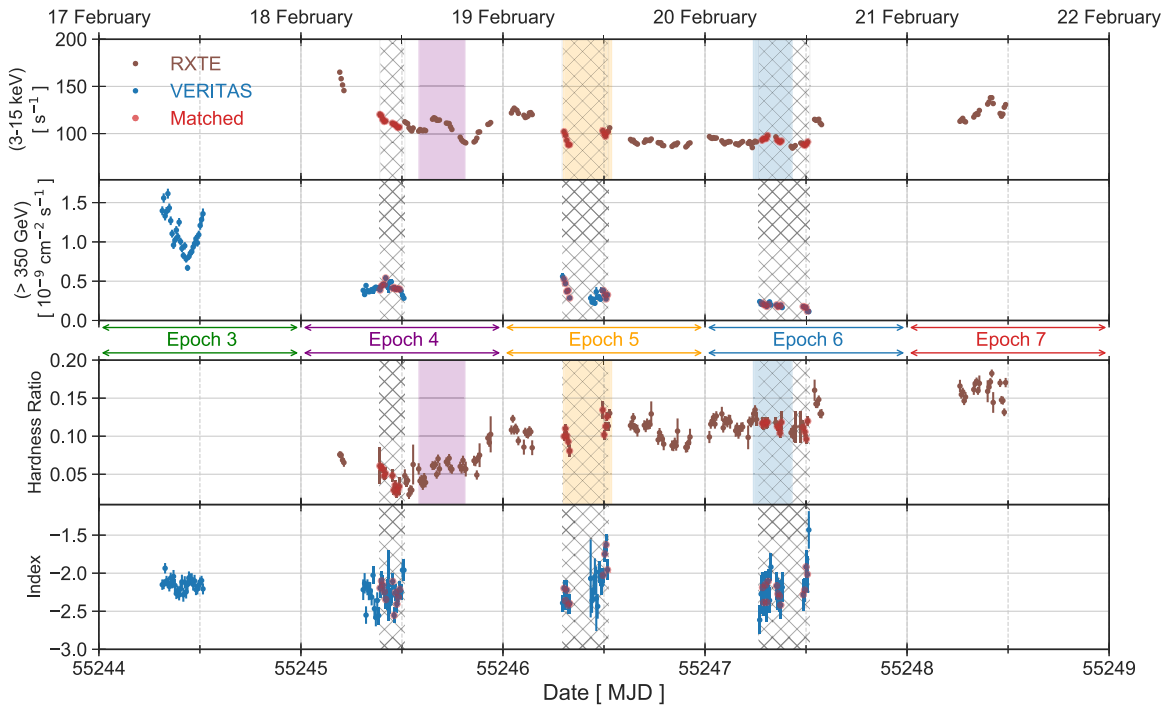 17 February 18 February 19 February 20 February 21 February 22 February
200
150
100
(3-15 keV)
[ s⁻¹ ]
RXTE
VERITAS
Matched
1.5
1.0
0.5
0.0
(> 350 GeV)
[ 10⁻⁹ cm⁻² s⁻¹ ]
Epoch 3 Epoch 4 Epoch 5 Epoch 6 Epoch 7
0.20
0.15
0.10
0.05
Hardness Ratio
−1.5
−2.0
−2.5
−3.0
Index
55244 55245 55246 55247 55248 55249
Date [ MJD ]